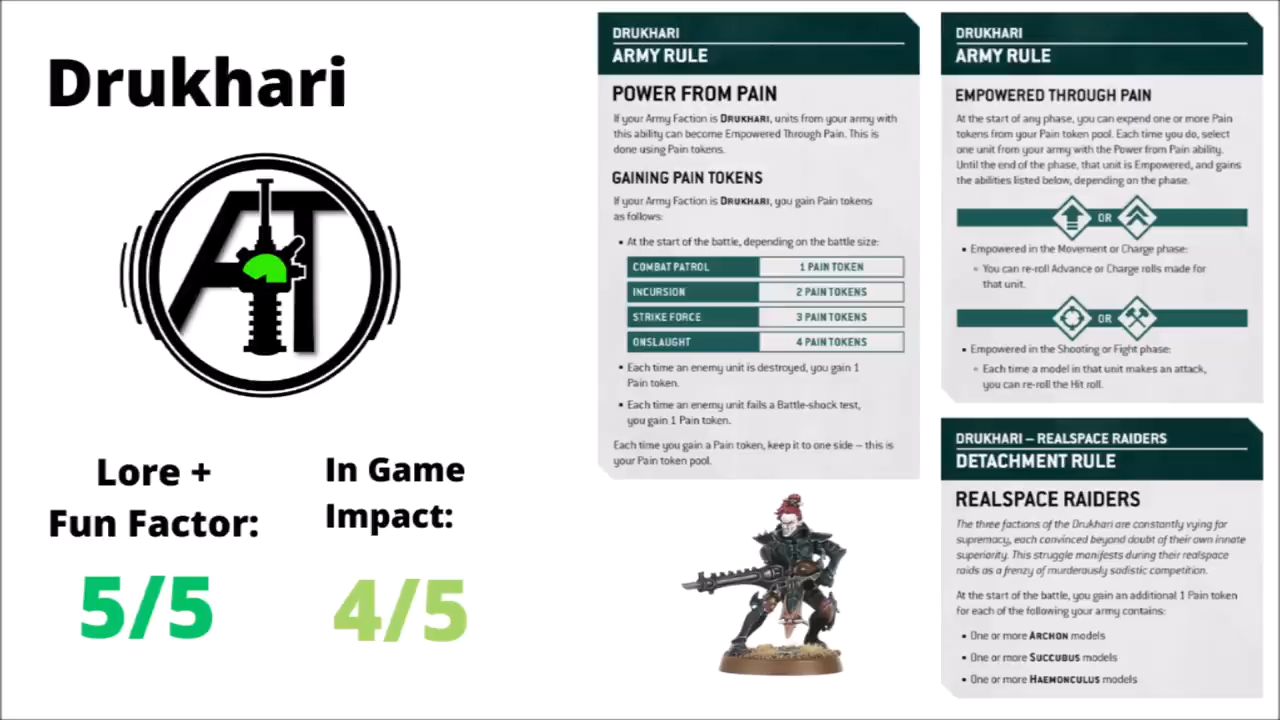 Drukhari
AT
Lore +
Fun Factor:
5/5
In Game
Impact:
4/5
DRUKHARI
ARMY RULE
POWER FROM PAIN
If your Army Faction is DRUKHARI, units from your army with
this ability can become Empowered Through Pain. This is
done using Pain tokens.
GAINING PAIN TOKENS
If your Army Faction is DRUKHARI, you gain Pain tokens
as follows:
▪ At the start of the battle, depending on the battle size:
COMBAT PATROL 1 PAIN TOKEN
INCURSION 2 PAIN TOKENS
STRIKE FORCE 3 PAIN TOKENS
ONSLAUGHT 4 PAIN TOKENS
▪ Each time an enemy unit is destroyed, you gain 1
Pain token.
▪ Each time an enemy unit fails a Battle-shock test,
you gain 1 Pain token.
Each time you gain a Pain token, keep it to one side – this is
your Pain token pool.
DRUKHARI
ARMY RULE
EMPOWERED THROUGH PAIN
At the start of any phase, you can expend one or more Pain
tokens from your Pain token pool. Each time you do, select
one unit from your army with the Power from Pain ability.
Until the end of the phase, that unit is Empowered, and gains
the abilities listed below, depending on the phase.
OR
▪ Empowered in the Movement or Charge phase:
▫ You can re-roll Advance or Charge rolls made for
that unit.
OR
▪ Empowered in the Shooting or Fight phase:
▫ Each time a model in that unit makes an attack,
you can re-roll the Hit roll.
DRUKHARI – REALSPACE RAIDERS
DETACHMENT RULE
REALSPACE RAIDERS
The three factions of the Drukhari are constantly vying for
supremacy, each convinced beyond doubt of their own innate
superiority. This struggle manifests during their realspace
raids as a frenzy of murderously sadistic competition.
At the start of the battle, you gain an additional 1 Pain token
for each of the following your army contains:
▪ One or more ARCHON models
▪ One or more SUCCUBUS models
▪ One or more HAEMONCULUS models